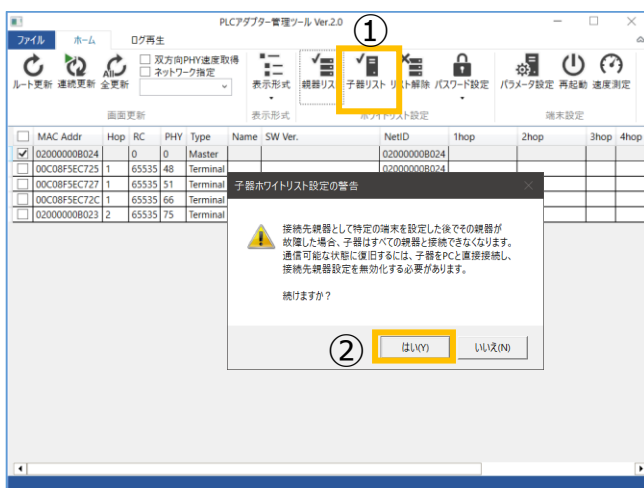 PLCアダプター管理ツール Ver.2.0
①
ファイル ホーム ログ再生
双方向PHY速度取得
ネットワーク指定
ルート更新 連続更新 全更新 表示形式 親器リスト 子器リスト リスト解除 パスワード設定 パラメータ設定 再起動 速度測定
画面更新 表示形式 ホワイトリスト設定 端末設定
MAC Addr Hop RC PHY Type Name SW Ver. NetID 1hop 2hop 3hop 4hop
02000000B024 0 0 Master 02000000B024
00C08F5EC725 1 65535 48 Terminal 02000000B024
00C08F5EC727 1 65535 51 Terminal
00C08F5EC72C 1 65535 66 Terminal
02000000B023 2 65535 75 Terminal
子器ホワイトリスト設定の警告
接続先親器として特定の端末を設定した後でその親器が
故障した場合、子器はすべての親器と接続できなくなります。
通信可能な状態に復旧するには、子器をPCと直接接続し、
接続先親器設定を無効化する必要があります。
続けますか？
② はい(Y) いいえ(N)